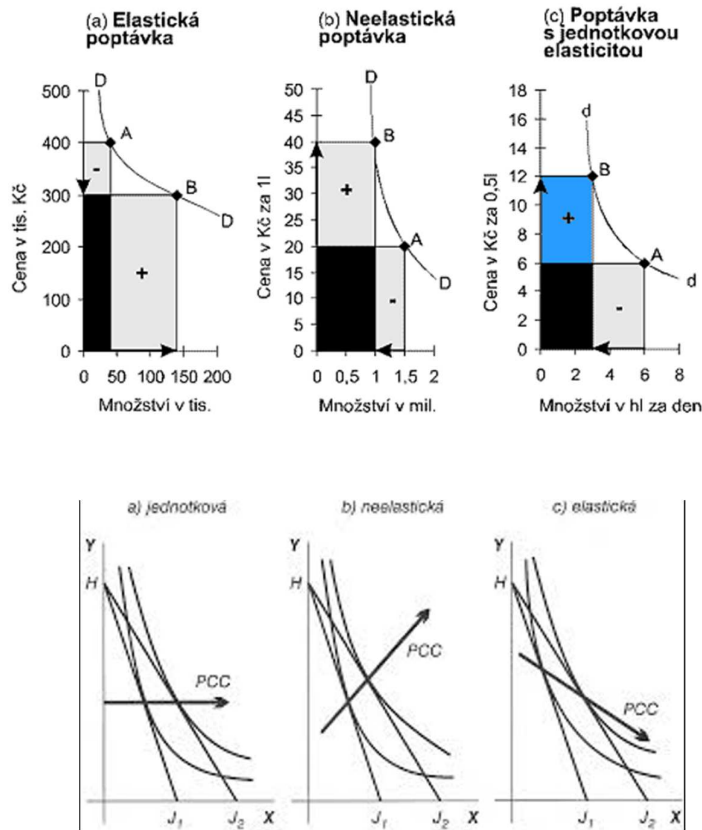 (a) Elastická
poptávka
Cena v tis. Kč
500
400
300
200
100
0
D
A
B
D
-
+
0 50 100 150 200
Množství v tis.
(b) Neelastická
poptávka
Cena v Kč za 1l
50
45
40
35
30
25
20
15
10
5
0
D
B
A
D
+
-
0 0,5 1 1,5 2
Množství v mil.
(c) Poptávka
s jednotkovou
elasticitou
Cena v Kč za 0,5l
18
16
14
12
10
8
6
4
2
0
d
B
A
d
+
-
0 2 4 6 8
Množství v hl za den
a) jednotková
Y
H
PCC
J1 J2 X
b) neelastická
Y
H
PCC
J1 J2 X
c) elastická
Y
H
PCC
J1 J2 X